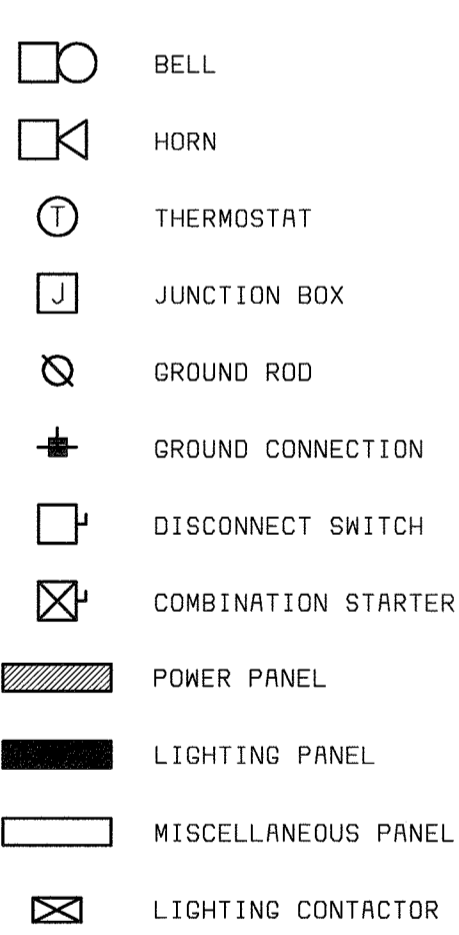 BELL
HORN
T THERMOSTAT
J JUNCTION BOX
GROUND ROD
GROUND CONNECTION
DISCONNECT SWITCH
COMBINATION STARTER
POWER PANEL
LIGHTING PANEL
MISCELLANEOUS PANEL
LIGHTING CONTACTOR